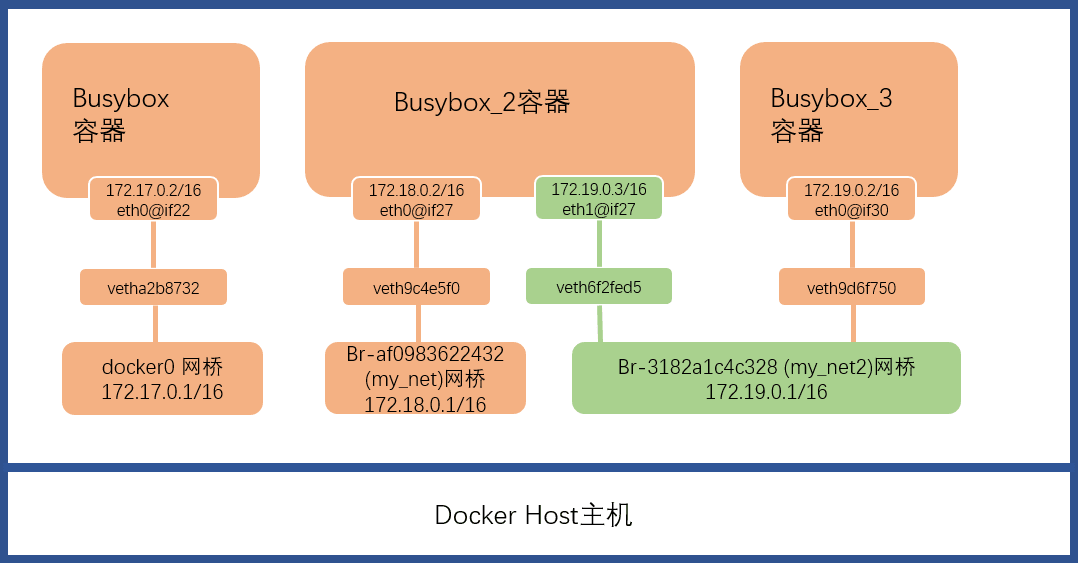 Busybox
容器
Busybox_2容器
Busybox_3
容器
172.17.0.2/16
eth0@if22
172.18.0.2/16
eth0@if27
172.19.0.3/16
eth1@if27
172.19.0.2/16
eth0@if30
vetha2b8732
veth9c4e5f0
veth6f2fed5
veth9d6f750
docker0 网桥
172.17.0.1/16
Br-af0983622432
(my_net)网桥
172.18.0.1/16
Br-3182a1c4c328 (my_net2)网桥
172.19.0.1/16
Docker Host主机